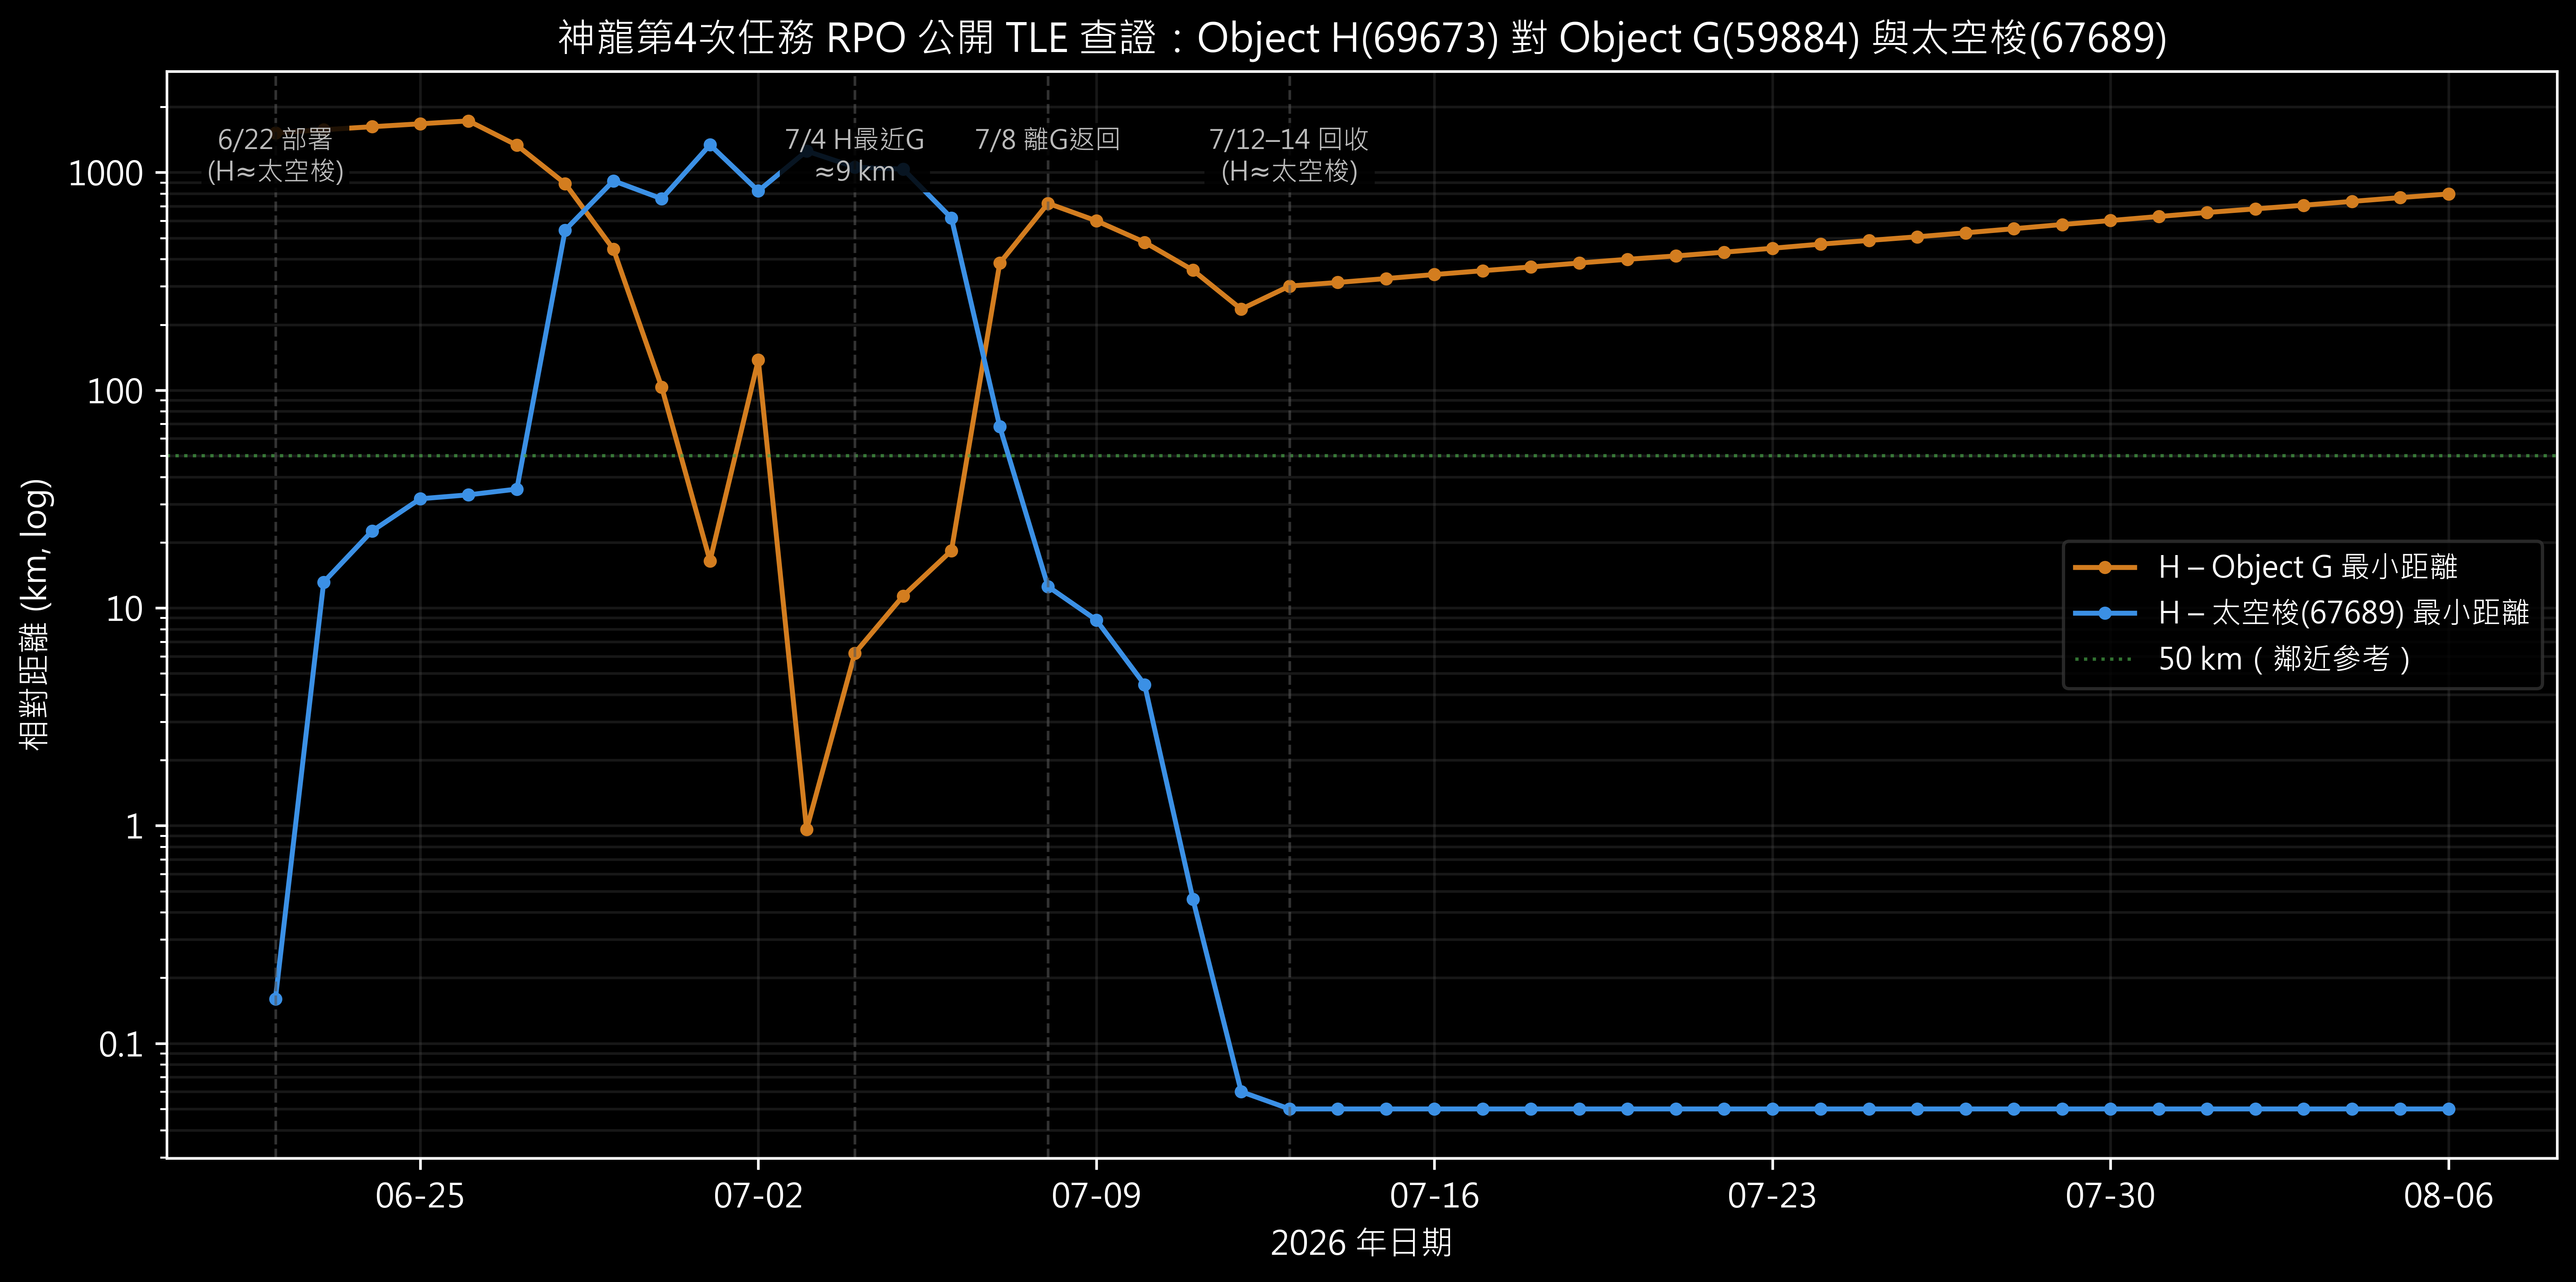 神龍第4次任務 RPO 公開 TLE 查證：Object H(69673) 對 Object G(59884) 與太空梭(67689)
6/22 部署
(H≈太空梭)
7/4 H最近G
≈9 km
7/8 離G返回
7/12–14 回收
(H≈太空梭)
相對距離 (km, log)
1000
100
10
1
0.1
H – Object G 最小距離
H – 太空梭(67689) 最小距離
50 km（鄰近參考）
06-25
07-02
07-09
07-16
07-23
07-30
08-06
2026 年日期